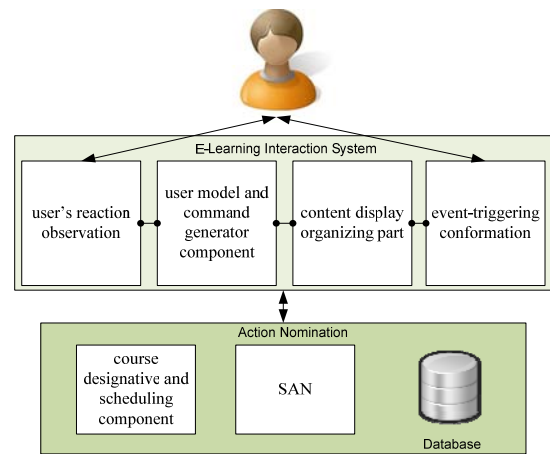 E-Learning Interaction System
user's reaction
observation
user model and
command
generator
component
content display
organizing part
event-triggering
conformation
Action Nomination
course
designative and
scheduling
component
SAN
Database